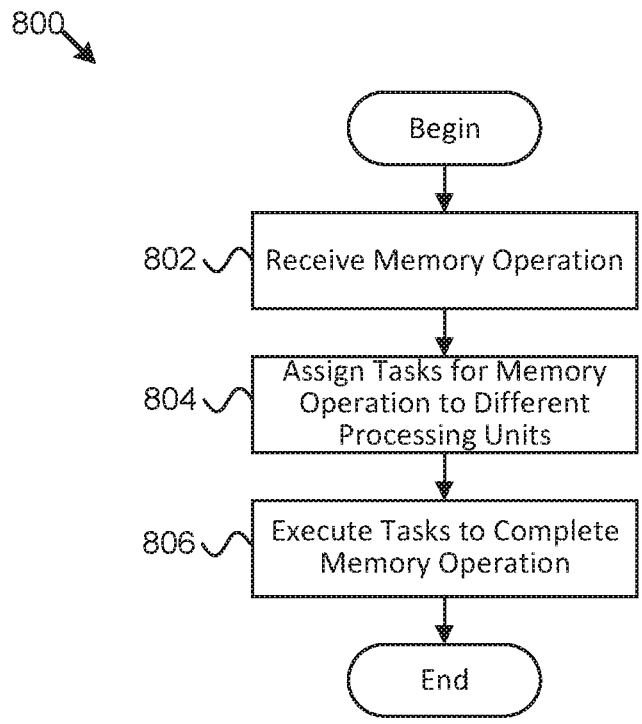 800
Begin
802
Receive Memory Operation
804
Assign Tasks for Memory
Operation to Different
Processing Units
806
Execute Tasks to Complete
Memory Operation
End